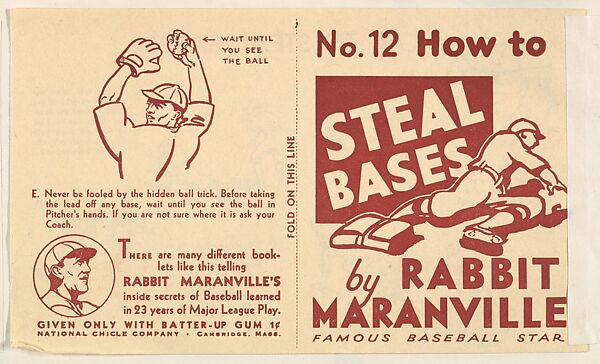 ← WAIT UNTIL
YOU SEE
THE BALL
E. Never be fooled by the hidden ball trick. Before taking
the lead off any base, wait until you see the ball in
Pitcher's hands. If you are not sure where it is ask your
Coach.
THERE are many different book-
lets like this telling
RABBIT MARANVILLE'S
inside secrets of Baseball learned
in 23 years of Major League Play.
GIVEN ONLY WITH BATTER-UP GUM 1¢
NATIONAL CHICLE COMPANY · CAMBRIDGE, MASS.
FOLD ON THIS LINE
No. 12 How to
STEAL
BASES
by RABBIT
MARANVILLE
FAMOUS BASEBALL STAR